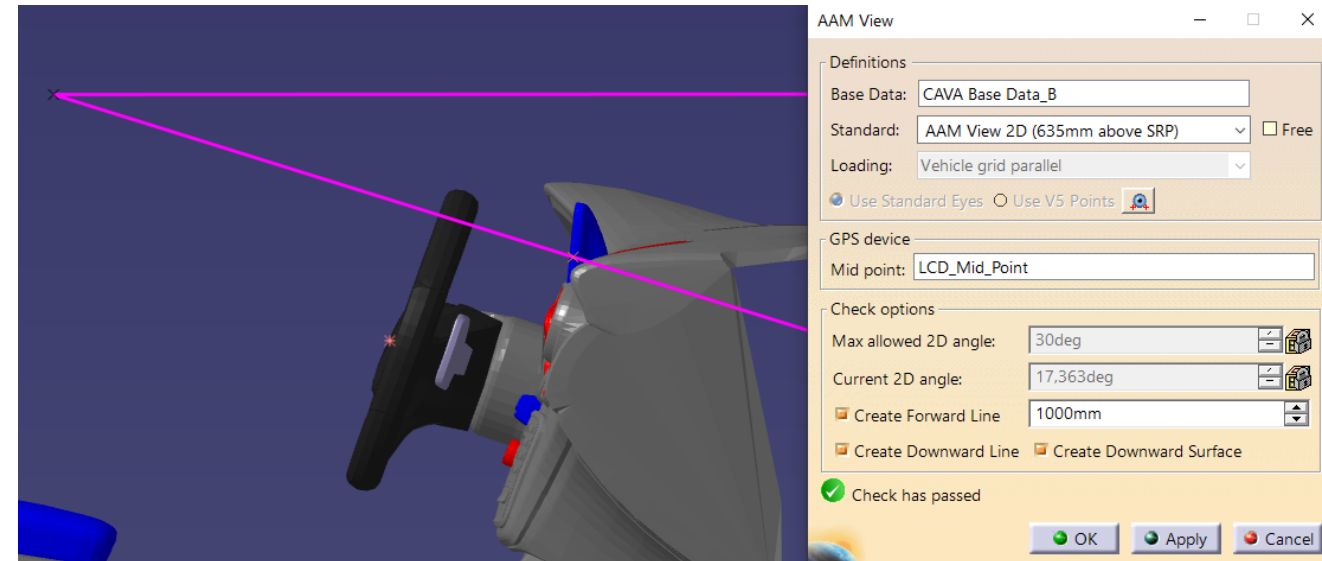 AAM View
Definitions
Base Data: CAVA Base Data_B
Standard: AAM View 2D (635mm above SRP) Free
Loading: Vehicle grid parallel
Use Standard Eyes Use V5 Points
GPS device
Mid point: LCD_Mid_Point
Check options
Max allowed 2D angle: 30deg
Current 2D angle: 17,363deg
Create Forward Line 1000mm
Create Downward Line Create Downward Surface
Check has passed
OK Apply Cancel